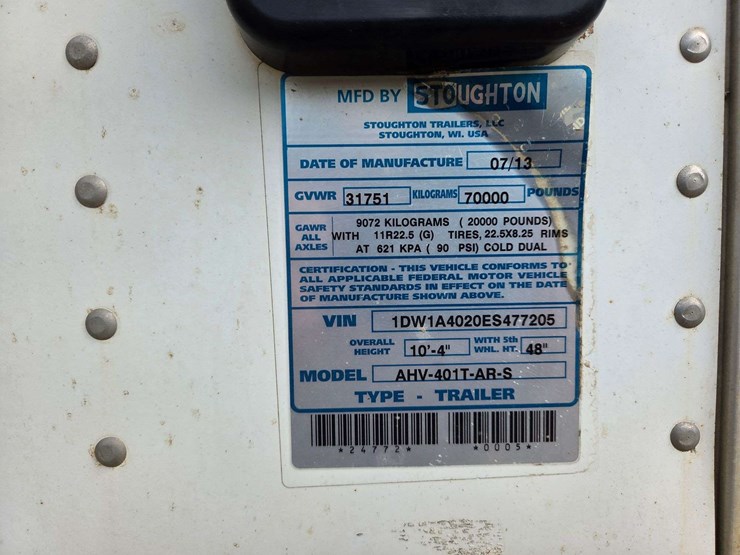 MFD BY STOUGHTON
STOUGHTON TRAILERS, LLC
STOUGHTON, WI. USA
DATE OF MANUFACTURE 07/13
GVWR 31751 KILOGRAMS 70000 POUNDS
GAWR ALL AXLES
9072 KILOGRAMS ( 20000 POUNDS)
WITH 11R22.5 (G) TIRES, 22.5X8.25 RIMS
AT 621 KPA ( 90 PSI) COLD DUAL
CERTIFICATION - THIS VEHICLE CONFORMS TO
ALL APPLICABLE FEDERAL MOTOR VEHICLE
SAFETY STANDARDS IN EFFECT ON THE DATE
OF MANUFACTURE SHOWN ABOVE.
VIN 1DW1A4020ES477205
OVERALL HEIGHT 10'-4" WITH 5th WHL. HT. 48"
MODEL AHV-401T-AR-S
TYPE - TRAILER
*24772* *0005*